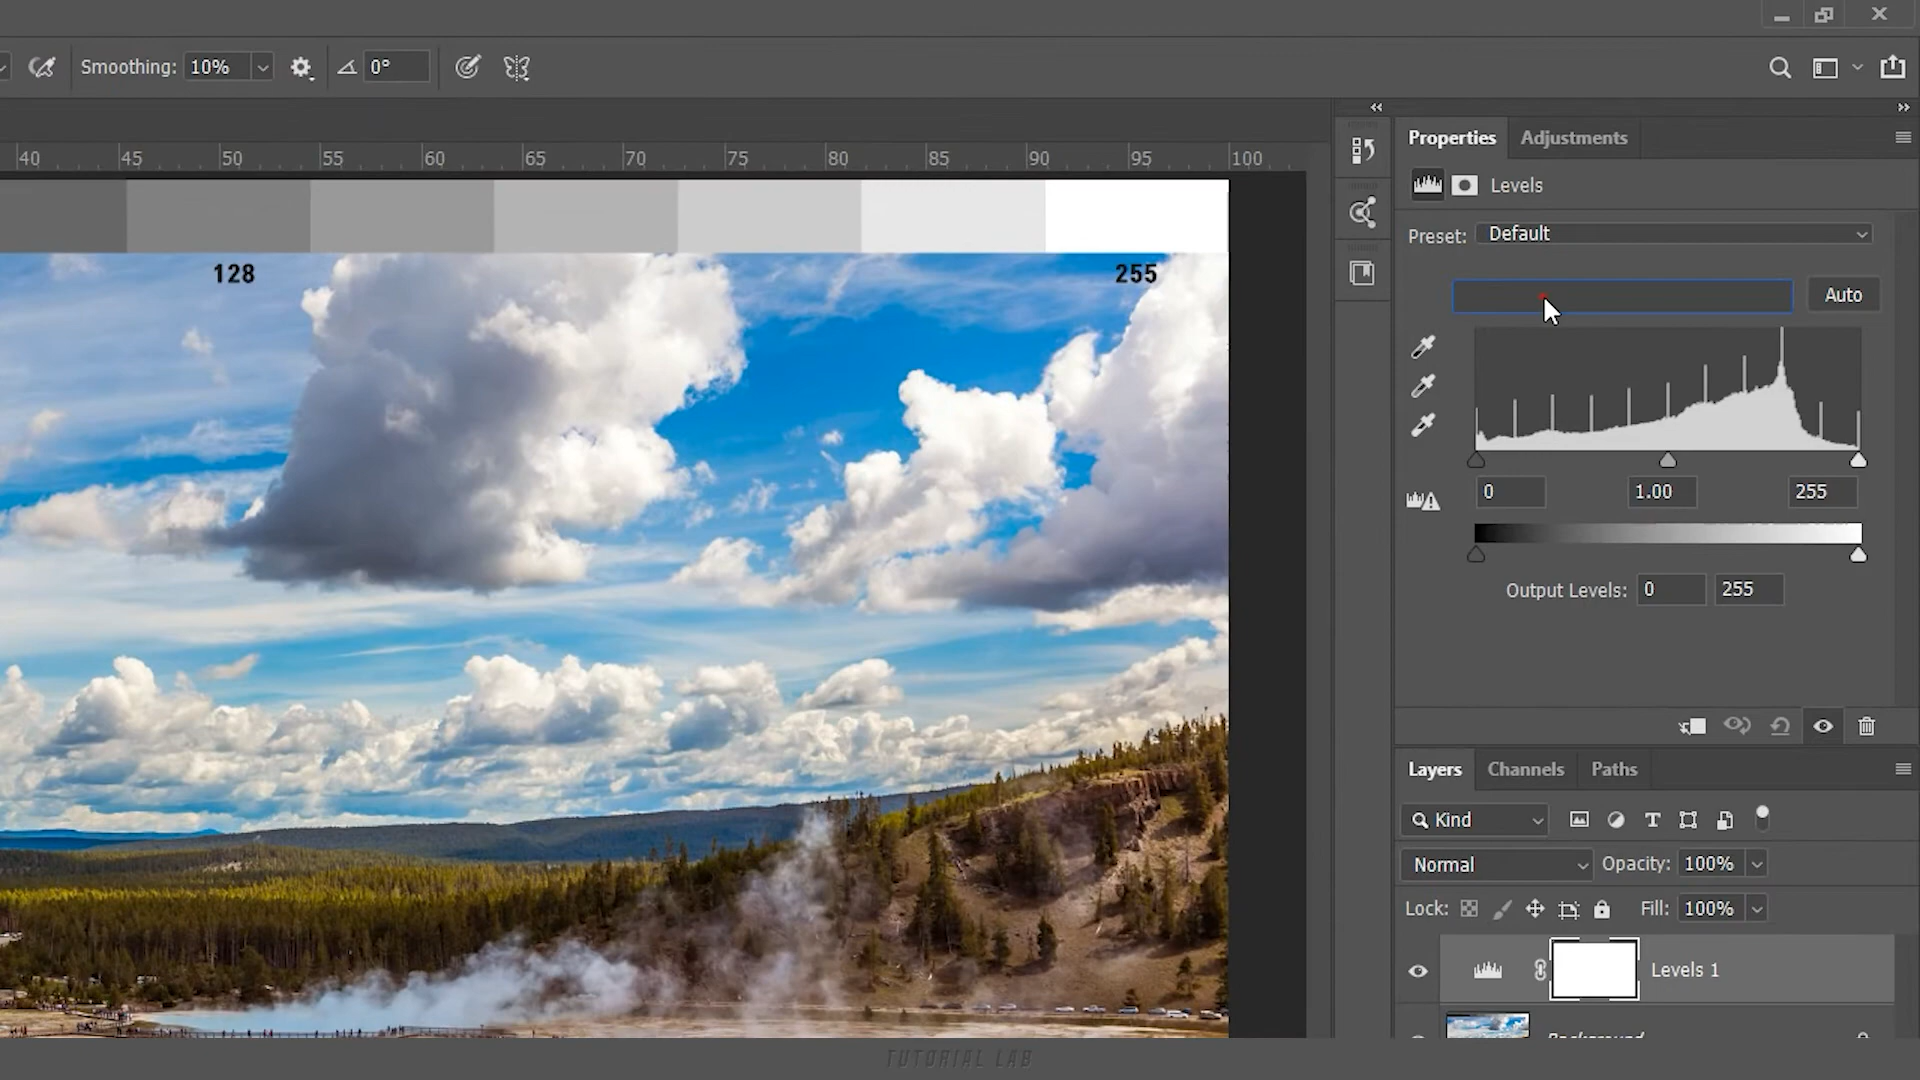 Smoothing: 10% 0°
40 45 50 55 60 65 70 75 80 85 90 95 100
Properties Adjustments
Levels
Preset: Default
128 255
Auto
0 1.00 255
Output Levels: 0 255
Layers Channels Paths
Kind
Normal Opacity: 100%
Lock: Fill: 100%
Levels 1
Background
TUTORIAL LAB